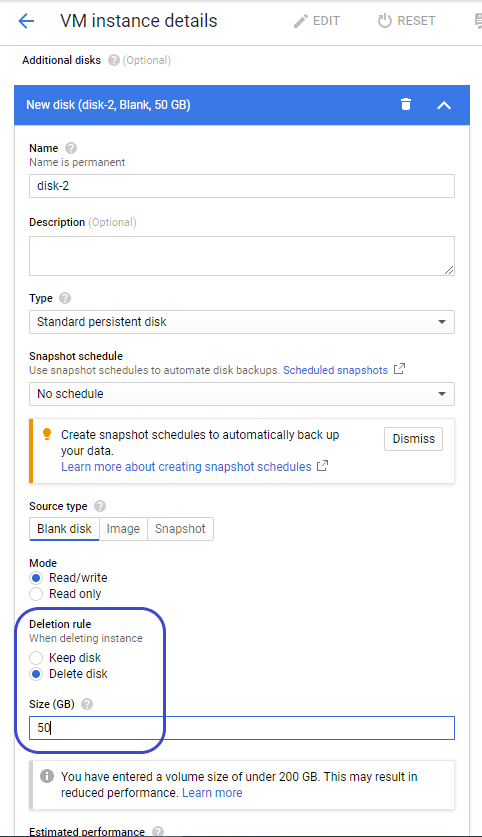 VM instance details
EDIT
RESET
Additional disks ? (Optional)
New disk (disk-2, Blank, 50 GB)
Name ?
Name is permanent
disk-2
Description (Optional)
Type ?
Standard persistent disk
Snapshot schedule
Use snapshot schedules to automate disk backups. Scheduled snapshots
No schedule
Create snapshot schedules to automatically back up
your data.
Learn more about creating snapshot schedules
Dismiss
Source type ?
Blank disk Image Snapshot
Mode
Read/write
Read only
Deletion rule
When deleting instance
Keep disk
Delete disk
Size (GB) ?
50
You have entered a volume size of under 200 GB. This may result in
reduced performance. Learn more
Estimated performance ?